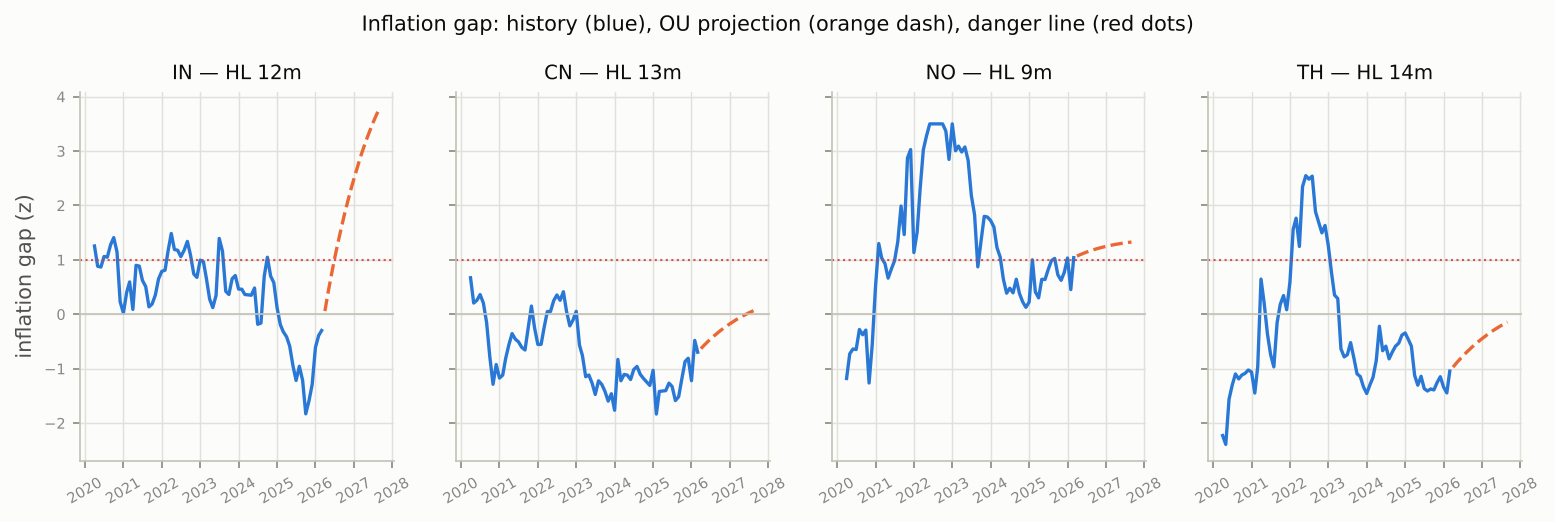 Inflation gap: history (blue), OU projection (orange dash), danger line (red dots)
IN — HL 12m
CN — HL 13m
NO — HL 9m
TH — HL 14m
inflation gap (z)
4
3
2
1
0
−1
−2
2020 2021 2022 2023 2024 2025 2026 2027 2028
2020 2021 2022 2023 2024 2025 2026 2027 2028
2020 2021 2022 2023 2024 2025 2026 2027 2028
2020 2021 2022 2023 2024 2025 2026 2027 2028